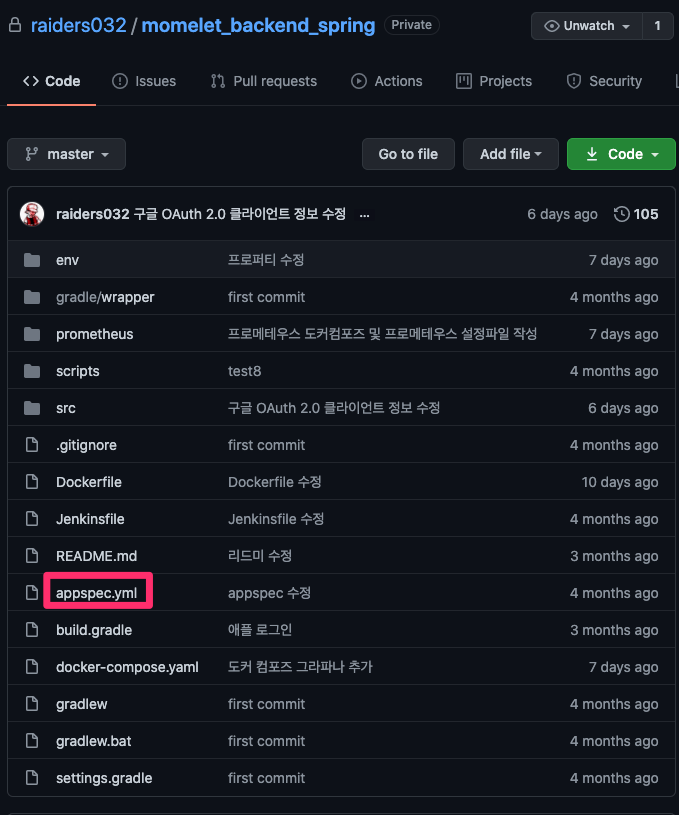 raiders032 / momelet_backend_spring Private Unwatch 1
Code Issues Pull requests Actions Projects Security
master Go to file Add file Code
raiders032 구글 OAuth 2.0 클라이언트 정보 수정 ... 6 days ago 105
env 프로퍼티 수정 7 days ago
gradle/wrapper first commit 4 months ago
prometheus 프로메테우스 도커컴포즈 및 프로메테우스 설정파일 작성 7 days ago
scripts test8 4 months ago
src 구글 OAuth 2.0 클라이언트 정보 수정 6 days ago
.gitignore first commit 4 months ago
Dockerfile Dockerfile 수정 10 days ago
Jenkinsfile Jenkinsfile 수정 4 months ago
README.md 리드미 수정 3 months ago
appspec.yml appspec 수정 4 months ago
build.gradle 애플 로그인 3 months ago
docker-compose.yaml 도커 컴포즈 그라파나 추가 7 days ago
gradlew first commit 4 months ago
gradlew.bat first commit 4 months ago
settings.gradle first commit 4 months ago